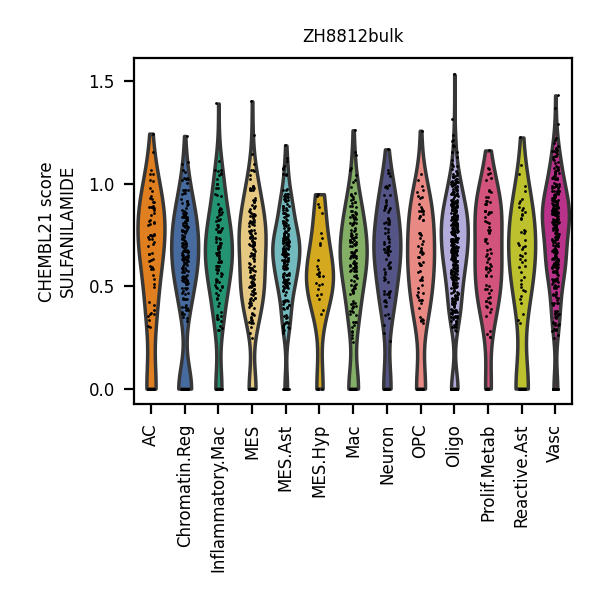 ZH8812bulk
CHEMBL21 score
SULFANILAMIDE
1.5
1.0
0.5
0.0
AC
Chromatin.Reg
Inflammatory.Mac
MES
MES.Ast
MES.Hyp
Mac
Neuron
OPC
Oligo
Prolif.Metab
Reactive.Ast
Vasc